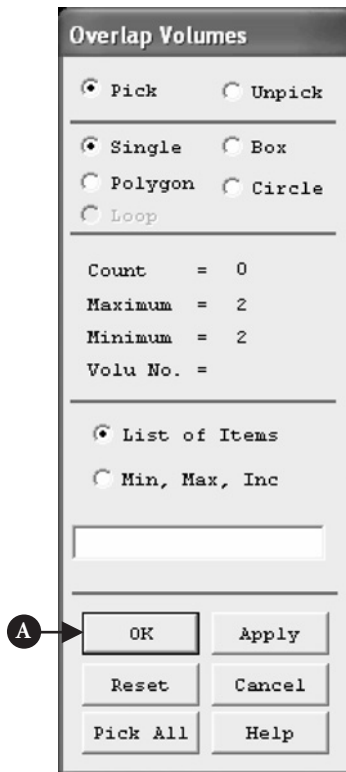 Overlap Volumes
Pick Unpick
Single Box
Polygon Circle
Loop
Count = 0
Maximum = 2
Minimum = 2
Volu No. =
List of Items
Min, Max, Inc
A OK Apply
Reset Cancel
Pick All Help